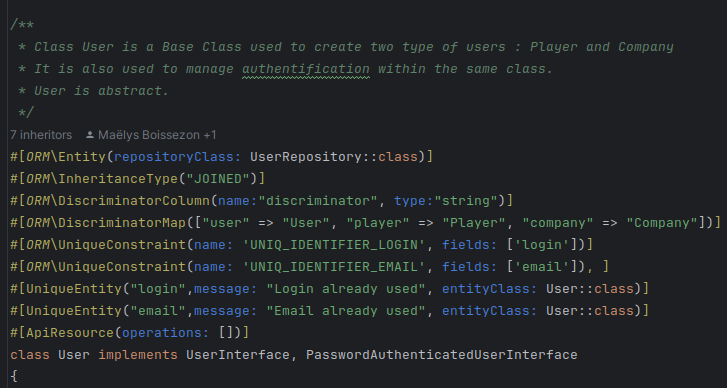 /**
 * Class User is a Base Class used to create two type of users : Player and Company
 * It is also used to manage authentification within the same class.
 * User is abstract.
 */
7 inheritors   Maëlys Boissezon +1
#[ORM\Entity(repositoryClass: UserRepository::class)]
#[ORM\InheritanceType("JOINED")]
#[ORM\DiscriminatorColumn(name:"discriminator", type:"string")]
#[ORM\DiscriminatorMap(["user" => "User", "player" => "Player", "company" => "Company"])]
#[ORM\UniqueConstraint(name: 'UNIQ_IDENTIFIER_LOGIN', fields: ['login'])]
#[ORM\UniqueConstraint(name: 'UNIQ_IDENTIFIER_EMAIL', fields: ['email']), ]
#[UniqueEntity("login",message: "Login already used", entityClass: User::class)]
#[UniqueEntity("email",message: "Email already used", entityClass: User::class)]
#[ApiResource(operations: [])]
class User implements UserInterface, PasswordAuthenticatedUserInterface
{